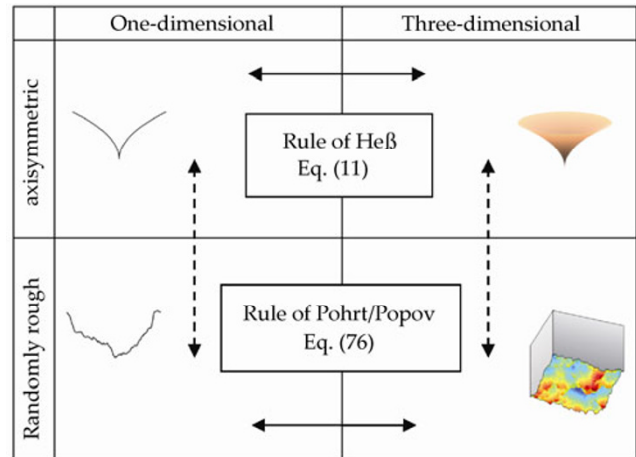 One-dimensional
Three-dimensional
axisymmetric
Rule of Heß
Eq. (11)
Randomly rough
Rule of Pohrt/Popov
Eq. (76)